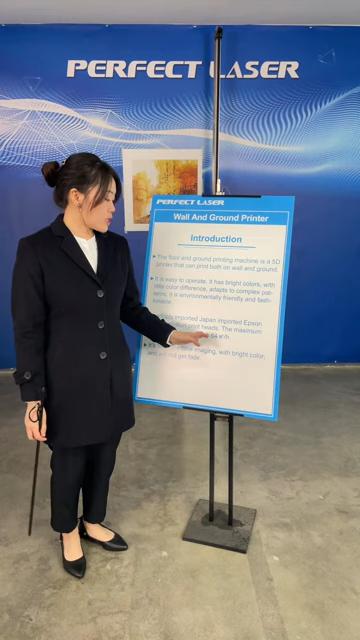 PERFECT LASER
PERFECT LASER
Wall And Ground Printer
Introduction
The floor and ground printing machine is a 5D
printer that can print both on wall and ground.
It is easy to operate. It has bright colors, with
little color difference, adapts to complex pat-
terns. It is environmentally friendly and fash-
ionable.
imported Japan imported Epson
print heads. The maximum
imaging, with bright color,
and will not get fade.